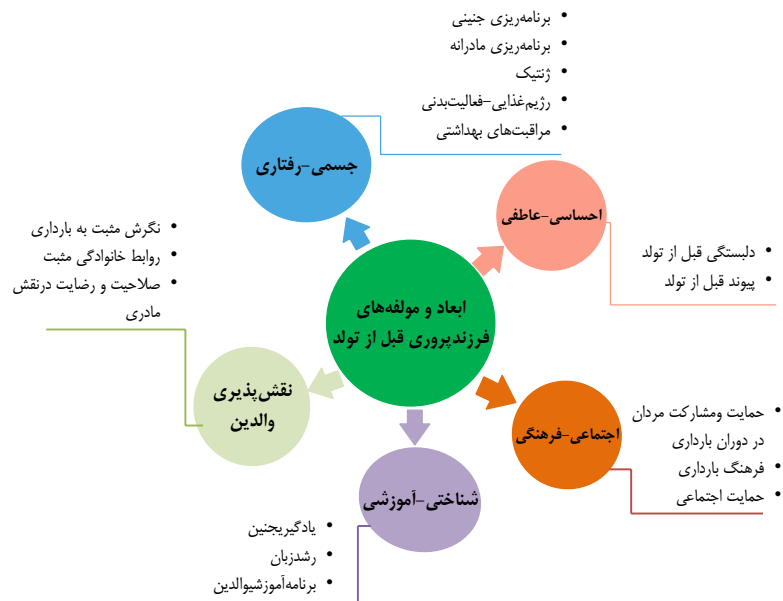 برنامه‌ریزی جنینی
برنامه‌ریزی مادرانه
ژنتیک
رژیم‌غذایی-فعالیت‌بدنی
مراقبت‌های بهداشتی
جسمی-رفتاری
احساسی-عاطفی
دلبستگی قبل از تولد
پیوند قبل از تولد
نگرش مثبت به بارداری
روابط خانوادگی مثبت
صلاحیت و رضایت درنقش
مادری
ابعاد و مولفه‌های
فرزندپروری قبل از تولد
نقش‌پذیری
والدین
اجتماعی-فرهنگی
حمایت ومشارکت مردان
در دوران بارداری
فرهنگ بارداری
حمایت اجتماعی
شناختی-آموزشی
یادگیریجنین
رشدزبان
برنامه‌آموزشیوالدین